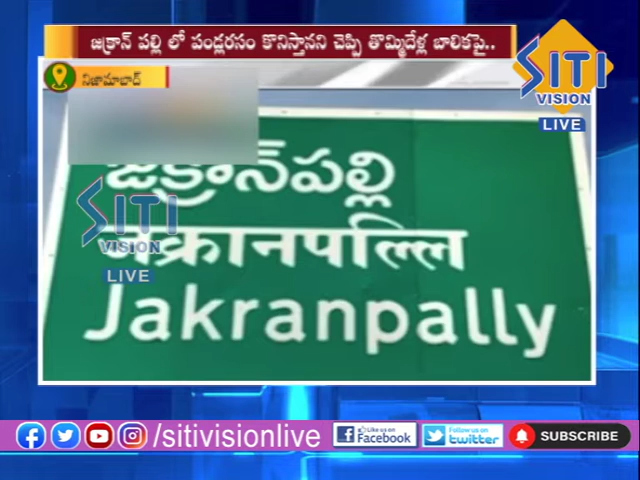 జక్రాన్ పల్లి లో పండ్లరసం కొనిస్తానని చెప్పి తొమ్మిదేళ్ల బాలికపై..
SITI
VISION
LIVE
నిజామాబాద్
జక్రాన్‌పల్లి
SITI
VISION
LIVE
जक्रानपल्लि
Jakranpally
/sitivisionlive
Like us on
Facebook
Follow us on
twitter
SUBSCRIBE